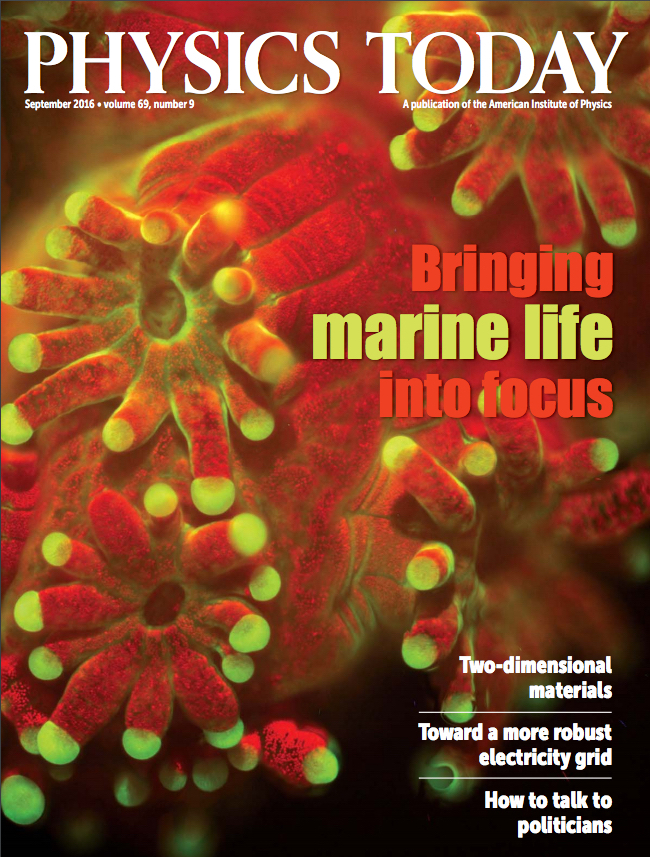 PHYSICS TODAY
September 2016 • volume 69, number 9
A publication of the American Institute of Physics
Bringing
marine life
into focus
Two-dimensional
materials
Toward a more robust
electricity grid
How to talk to
politicians